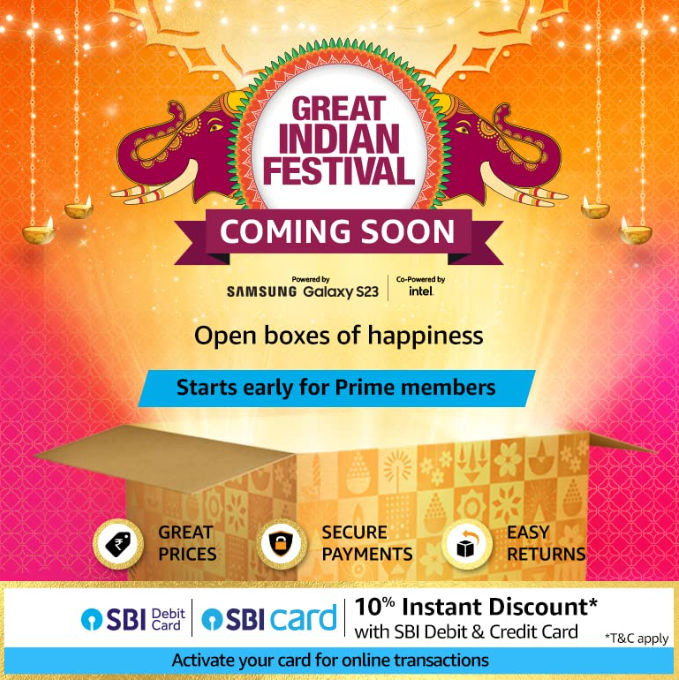 GREAT
INDIAN
FESTIVAL
COMING SOON
Powered by
SAMSUNG Galaxy S23
Co-Powered by
intel.
Open boxes of happiness
Starts early for Prime members
GREAT
PRICES
SECURE
PAYMENTS
EASY
RETURNS
SBI Debit
Card
SBI card
10% Instant Discount*
with SBI Debit & Credit Card
*T&C apply
Activate your card for online transactions